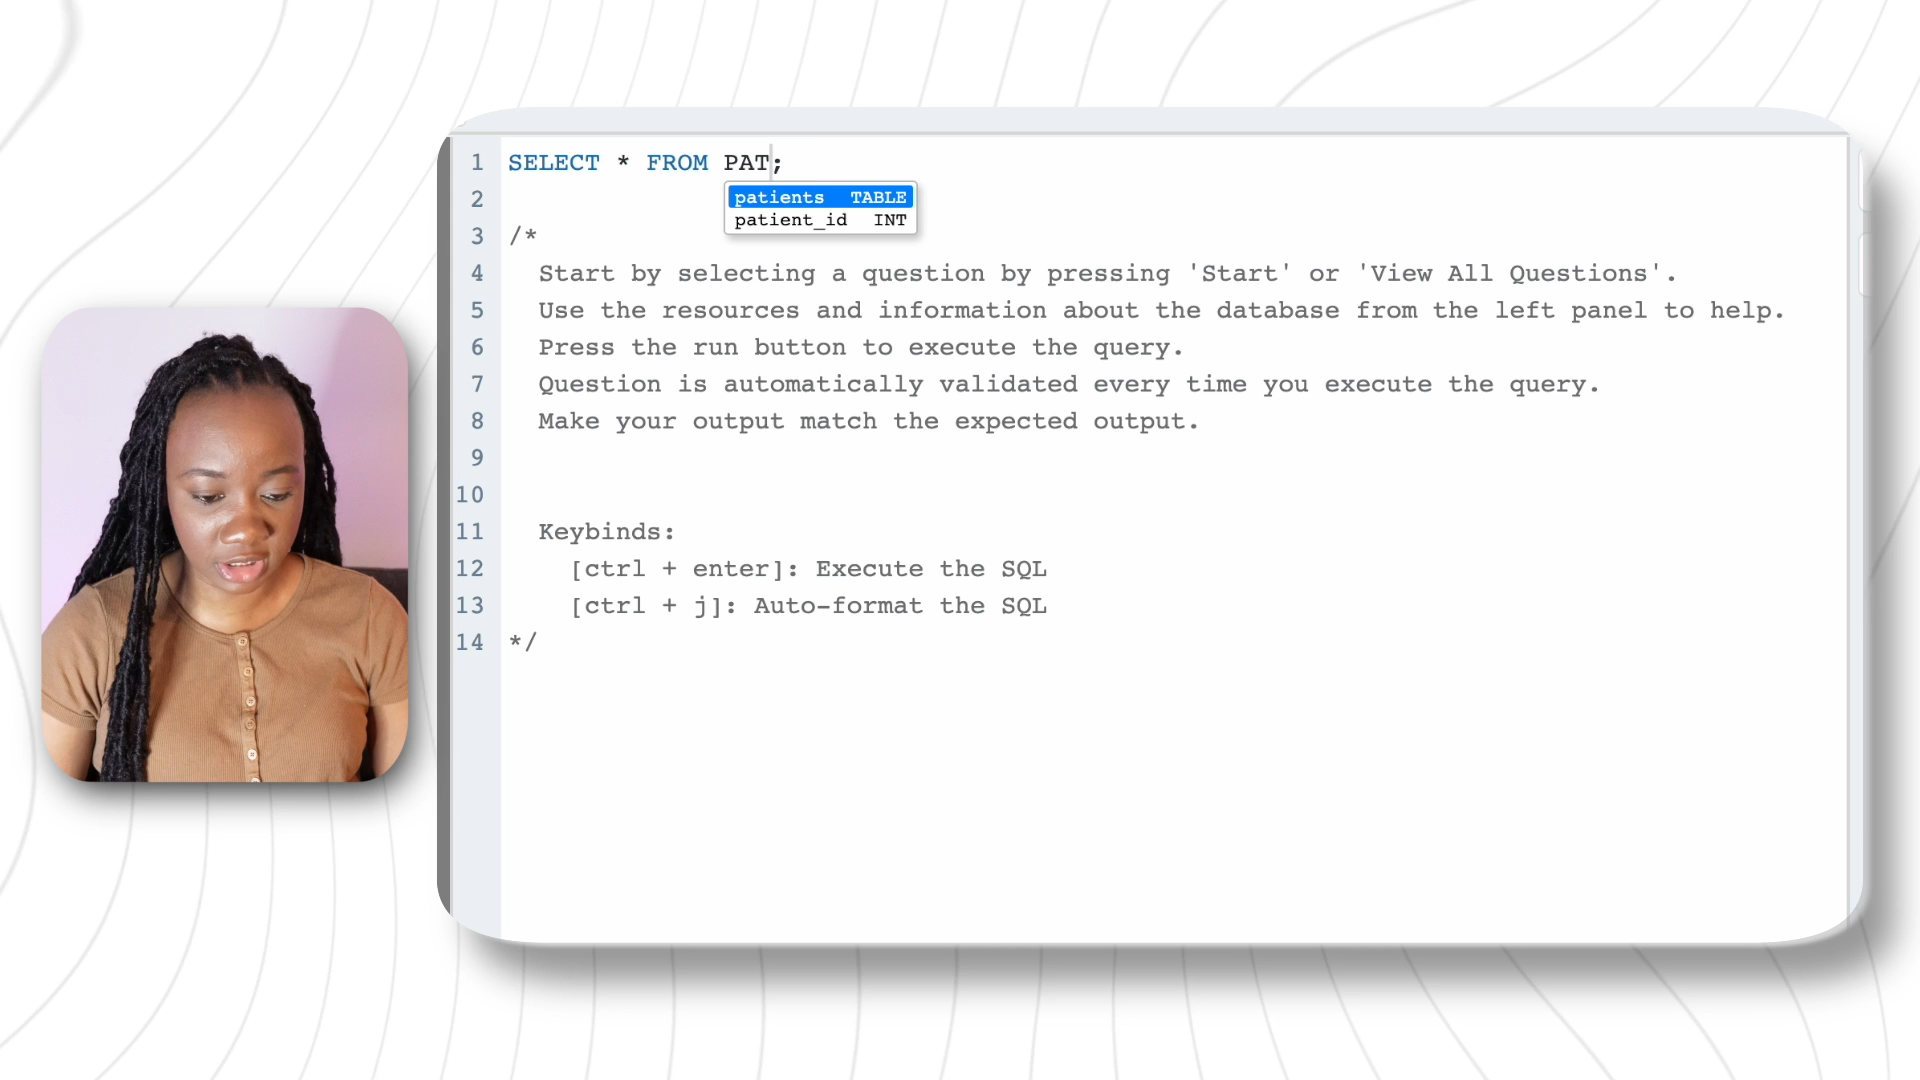 1 SELECT * FROM PAT;
patients TABLE
patient_id INT
2
3 /*
4 Start by selecting a question by pressing 'Start' or 'View All Questions'.
5 Use the resources and information about the database from the left panel to help.
6 Press the run button to execute the query.
7 Question is automatically validated every time you execute the query.
8 Make your output match the expected output.
9
10
11 Keybinds:
12 [ctrl + enter]: Execute the SQL
13 [ctrl + j]: Auto-format the SQL
14 */